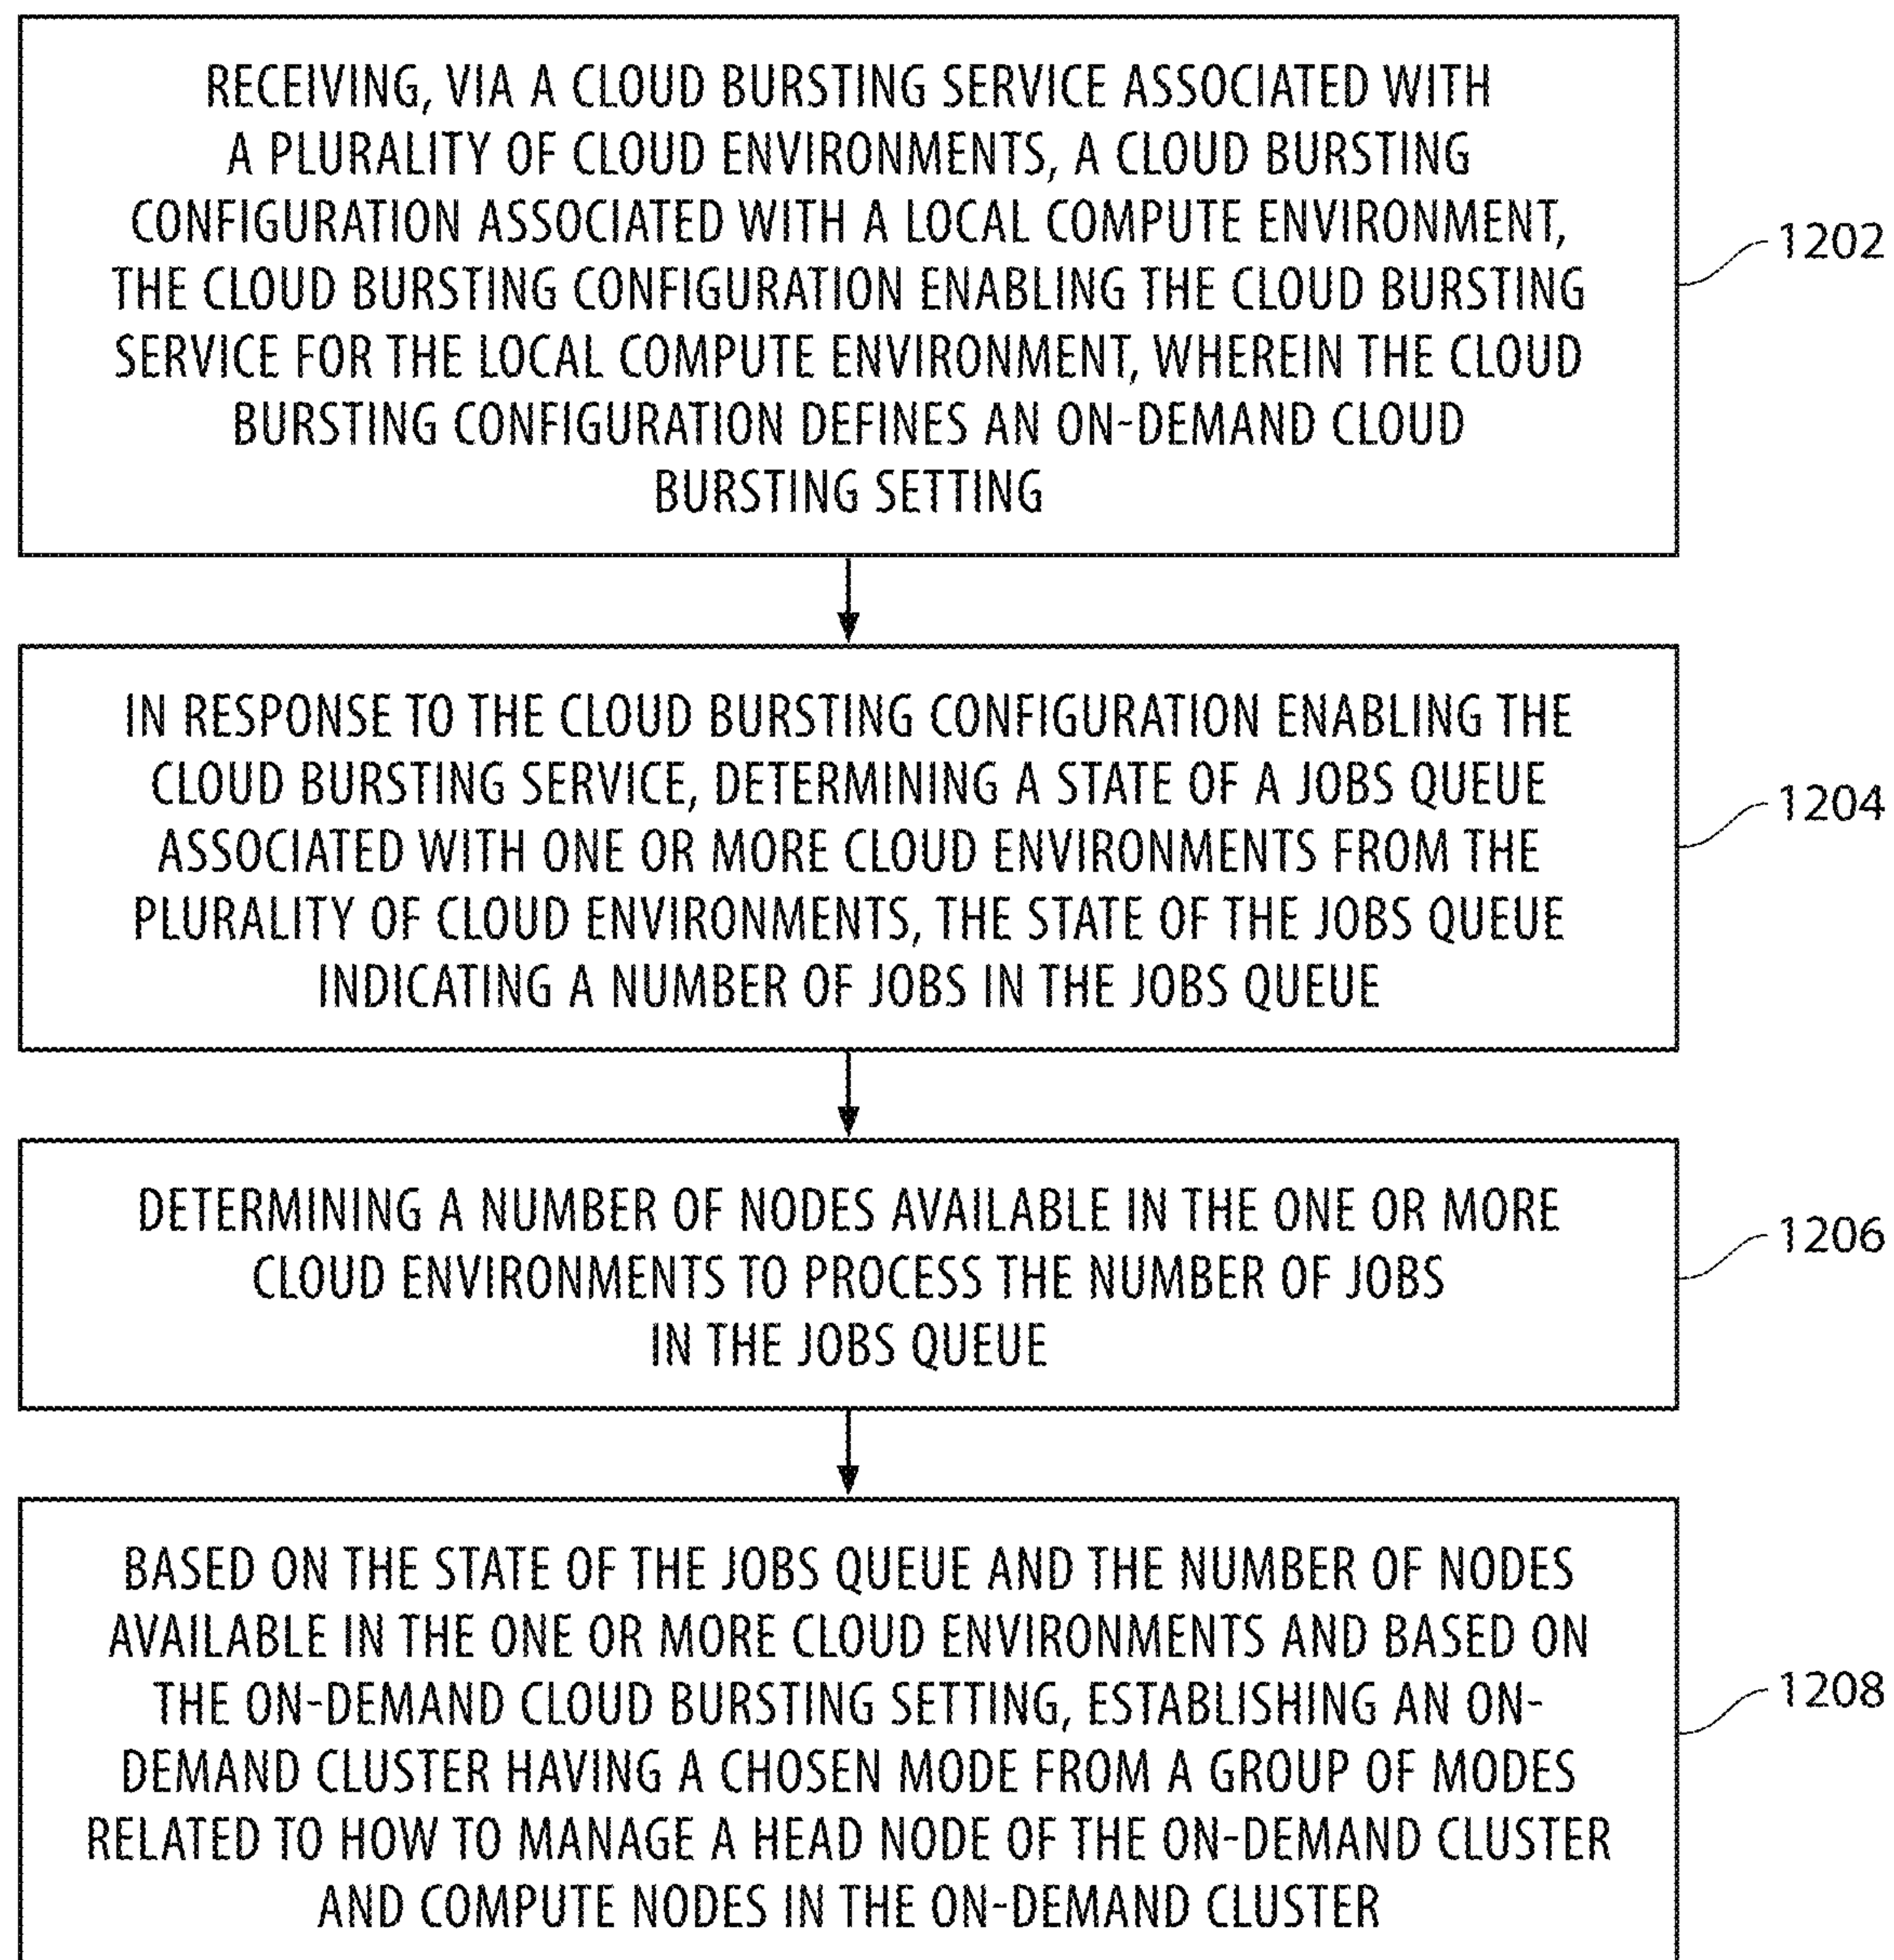 RECEIVING, VIA A CLOUD BURSTING SERVICE ASSOCIATED WITH
A PLURALITY OF CLOUD ENVIRONMENTS, A CLOUD BURSTING
CONFIGURATION ASSOCIATED WITH A LOCAL COMPUTE ENVIRONMENT,
THE CLOUD BURSTING CONFIGURATION ENABLING THE CLOUD BURSTING
SERVICE FOR THE LOCAL COMPUTE ENVIRONMENT, WHEREIN THE CLOUD
BURSTING CONFIGURATION DEFINES AN ON-DEMAND CLOUD
BURSTING SETTING
1202
IN RESPONSE TO THE CLOUD BURSTING CONFIGURATION ENABLING THE
CLOUD BURSTING SERVICE, DETERMINING A STATE OF A JOBS QUEUE
ASSOCIATED WITH ONE OR MORE CLOUD ENVIRONMENTS FROM THE
PLURALITY OF CLOUD ENVIRONMENTS, THE STATE OF THE JOBS QUEUE
INDICATING A NUMBER OF JOBS IN THE JOBS QUEUE
1204
DETERMINING A NUMBER OF NODES AVAILABLE IN THE ONE OR MORE
CLOUD ENVIRONMENTS TO PROCESS THE NUMBER OF JOBS
IN THE JOBS QUEUE
1206
BASED ON THE STATE OF THE JOBS QUEUE AND THE NUMBER OF NODES
AVAILABLE IN THE ONE OR MORE CLOUD ENVIRONMENTS AND BASED ON
THE ON-DEMAND CLOUD BURSTING SETTING, ESTABLISHING AN ON-
DEMAND CLUSTER HAVING A CHOSEN MODE FROM A GROUP OF MODES
RELATED TO HOW TO MANAGE A HEAD NODE OF THE ON-DEMAND CLUSTER
AND COMPUTE NODES IN THE ON-DEMAND CLUSTER
1208